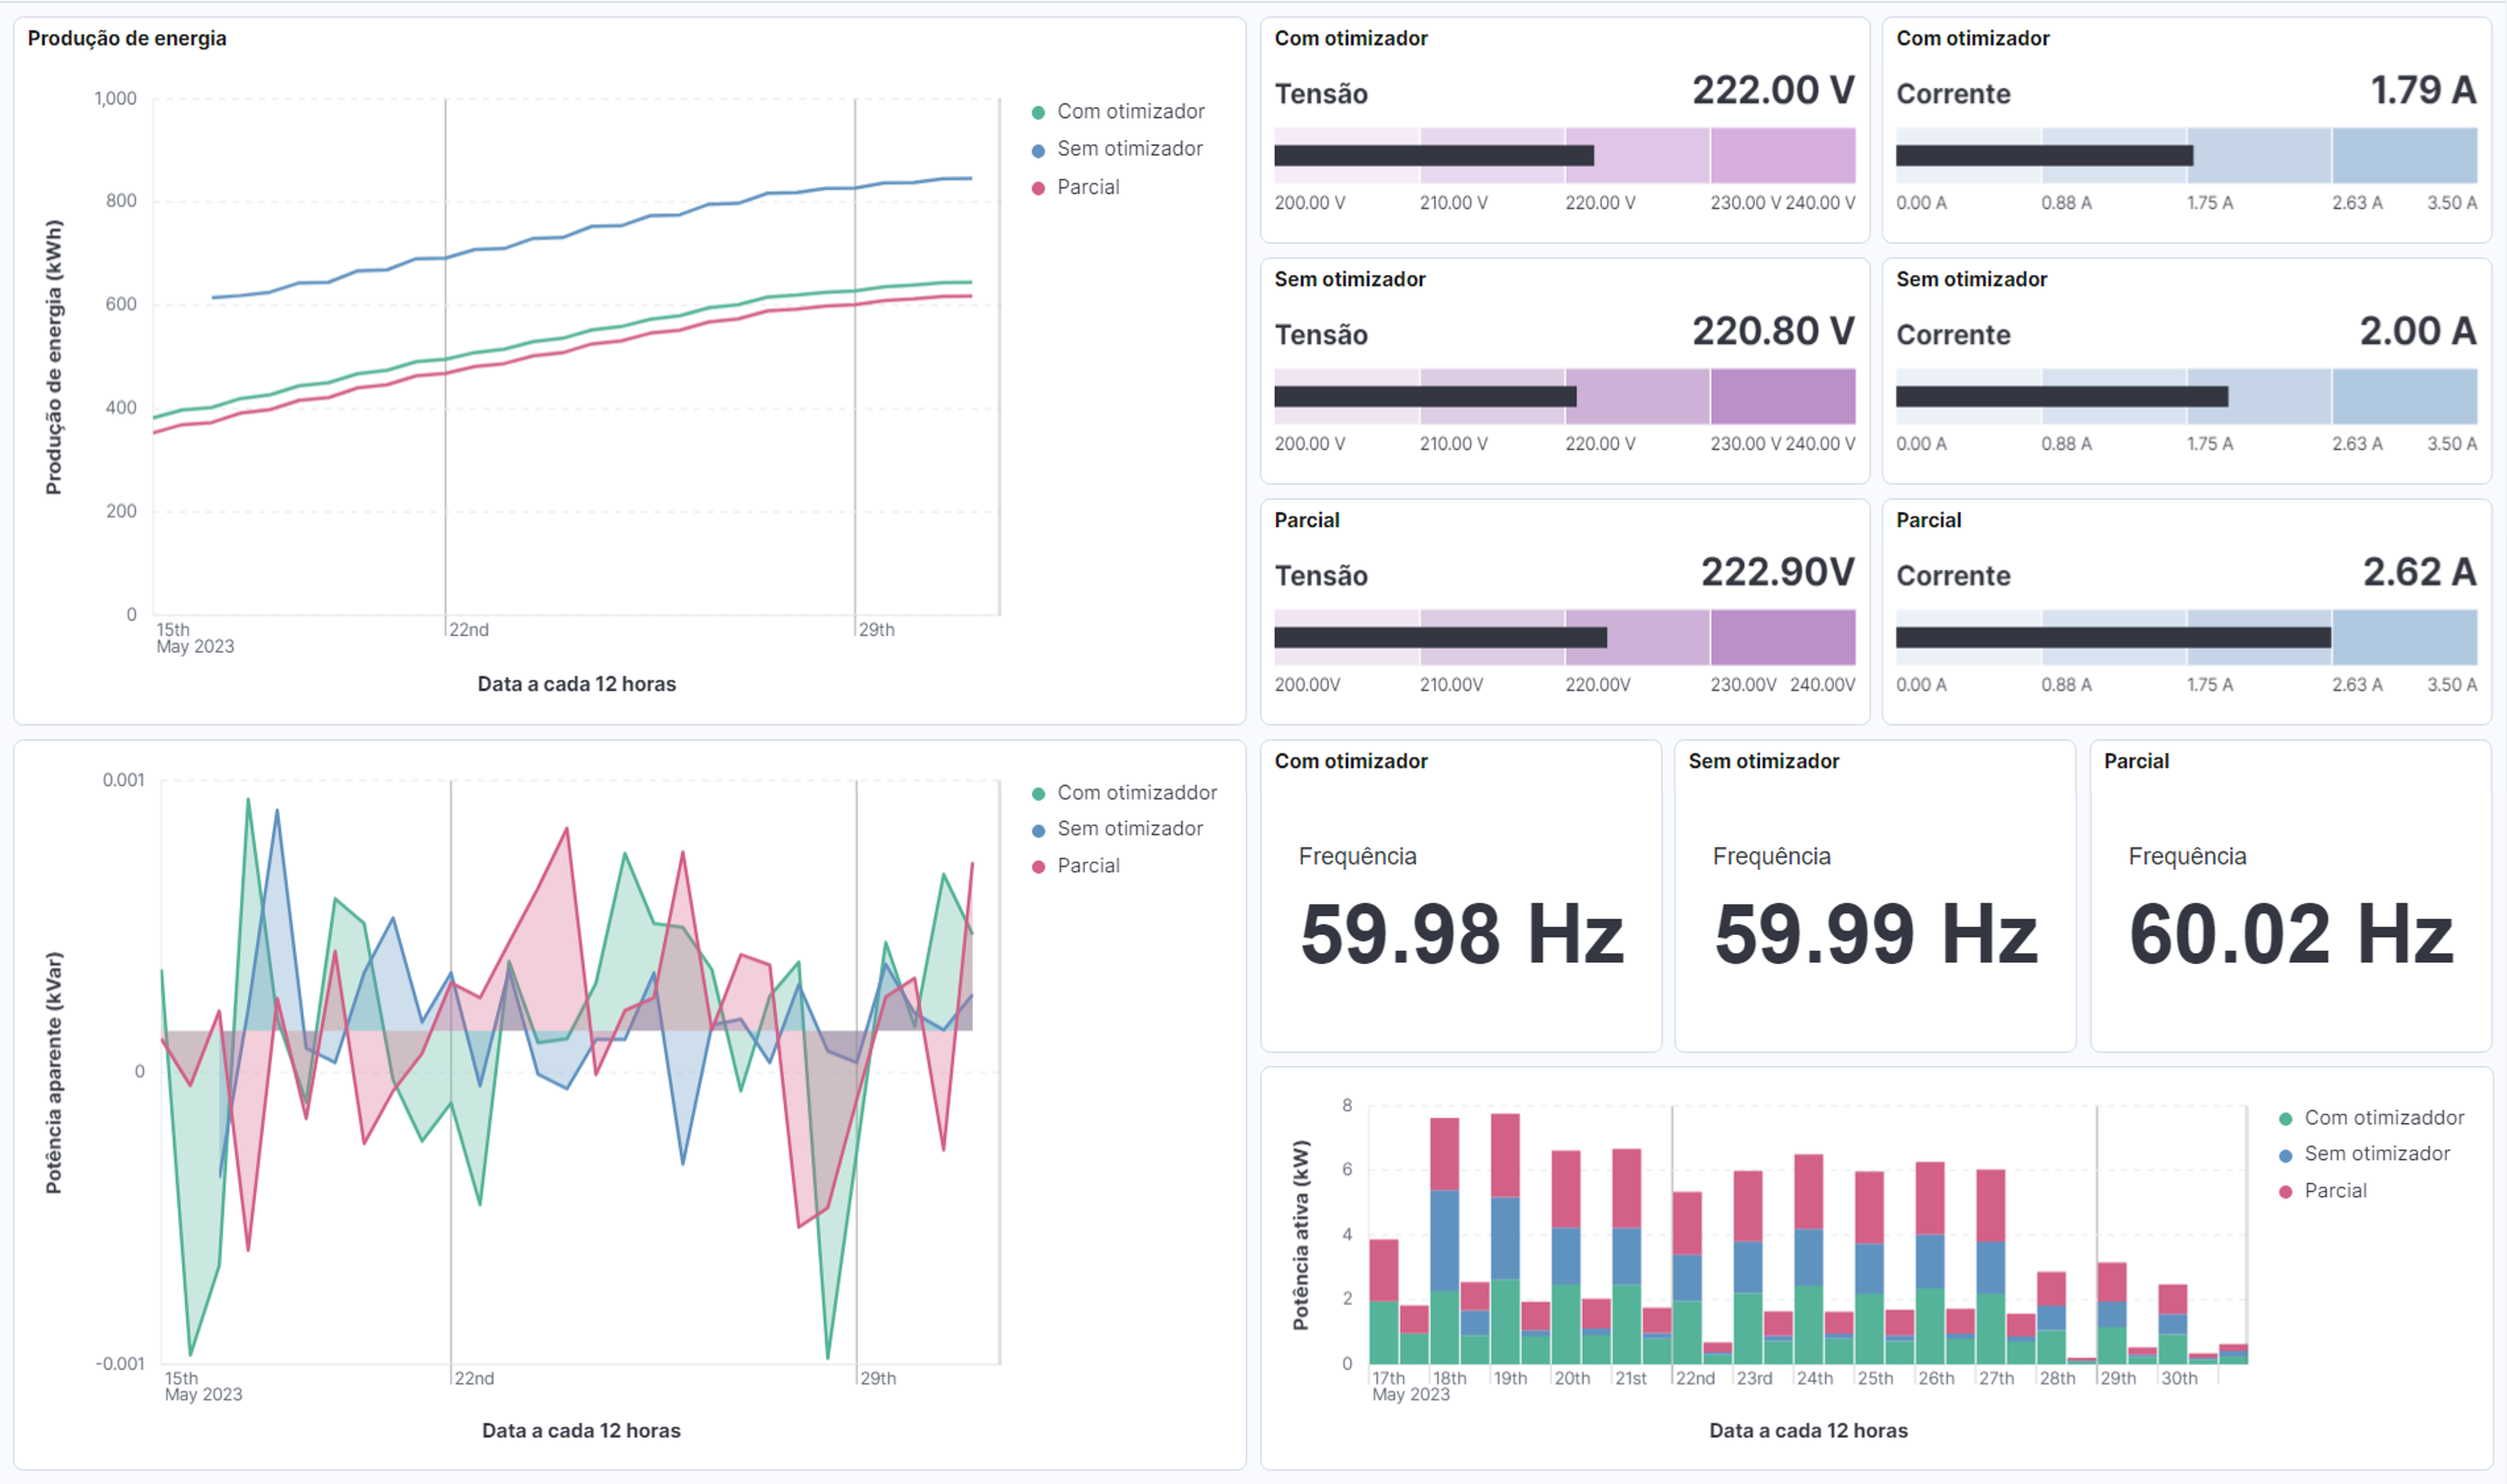 Produção de energia
1,000
800
600
400
200
0
Produção de energia (kWh)
15th
May 2023
22nd
29th
Data a cada 12 horas
Com otimizador
Sem otimizador
Parcial
Com otimizador
Tensão
222.00 V
200.00 V 210.00 V 220.00 V 230.00 V 240.00 V
Com otimizador
Corrente
1.79 A
0.00 A 0.88 A 1.75 A 2.63 A 3.50 A
Sem otimizador
Tensão
220.80 V
200.00 V 210.00 V 220.00 V 230.00 V 240.00 V
Sem otimizador
Corrente
2.00 A
0.00 A 0.88 A 1.75 A 2.63 A 3.50 A
Parcial
Tensão
222.90V
200.00V 210.00V 220.00V 230.00V 240.00V
Parcial
Corrente
2.62 A
0.00 A 0.88 A 1.75 A 2.63 A 3.50 A
0.001
0
-0.001
Potência aparente (kVar)
15th
May 2023
22nd
29th
Data a cada 12 horas
Com otimizaddor
Sem otimizador
Parcial
Com otimizador
Frequência
59.98 Hz
Sem otimizador
Frequência
59.99 Hz
Parcial
Frequência
60.02 Hz
8
6
4
2
0
Potência ativa (kW)
17th 18th 19th 20th 21st 22nd 23rd 24th 25th 26th 27th 28th 29th 30th
May 2023
Data a cada 12 horas
Com otimizaddor
Sem otimizador
Parcial